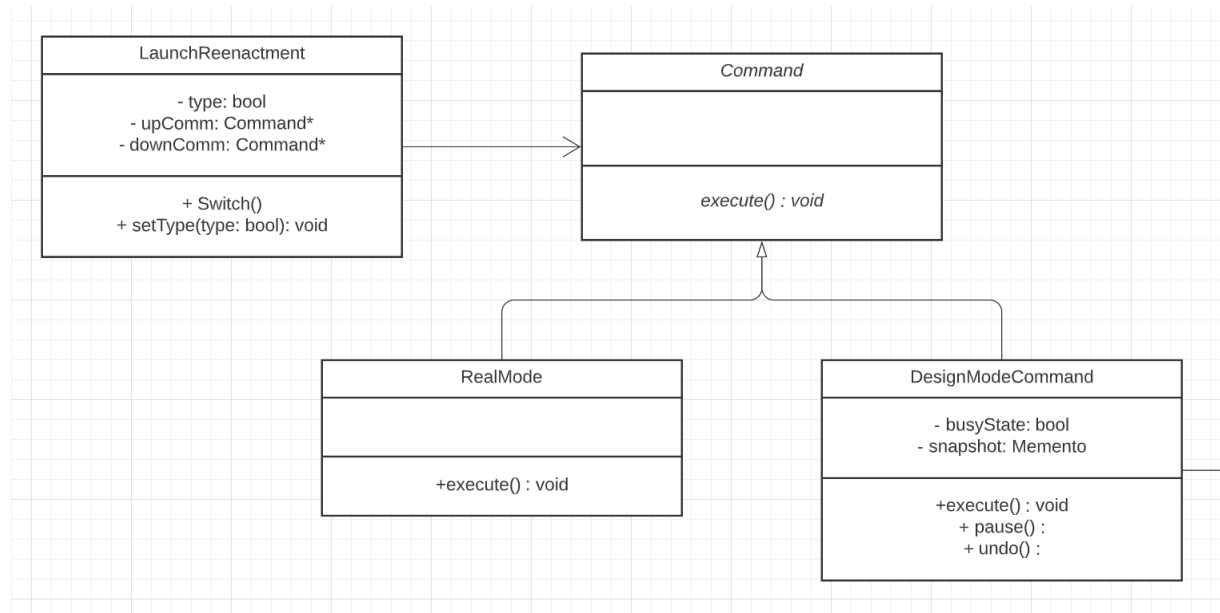 LaunchReenactment
- type: bool
- upComm: Command*
- downComm: Command*
+ Switch()
+ setType(type: bool): void
Command
execute() : void
RealMode
+execute() : void
DesignModeCommand
- busyState: bool
- snapshot: Memento
+execute() : void
+ pause() :
+ undo() :